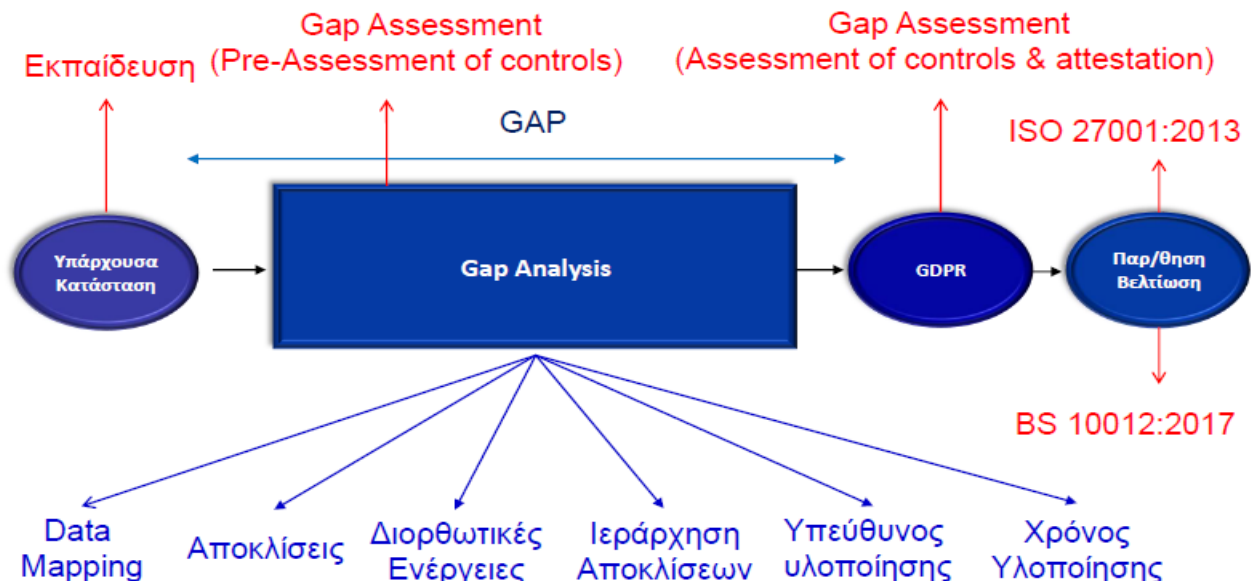 Gap Assessment
(Pre-Assessment of controls)
Gap Assessment
(Assessment of controls & attestation)
Εκπαίδευση
GAP
ISO 27001:2013
Υπάρχουσα
Κατάσταση
Gap Analysis
GDPR
Παρ/θηση
Βελτίωση
BS 10012:2017
Data
Mapping
Αποκλίσεις
Διορθωτικές
Ενέργειες
Ιεράρχηση
Αποκλίσεων
Υπεύθυνος
υλοποίησης
Χρόνος
Υλοποίησης